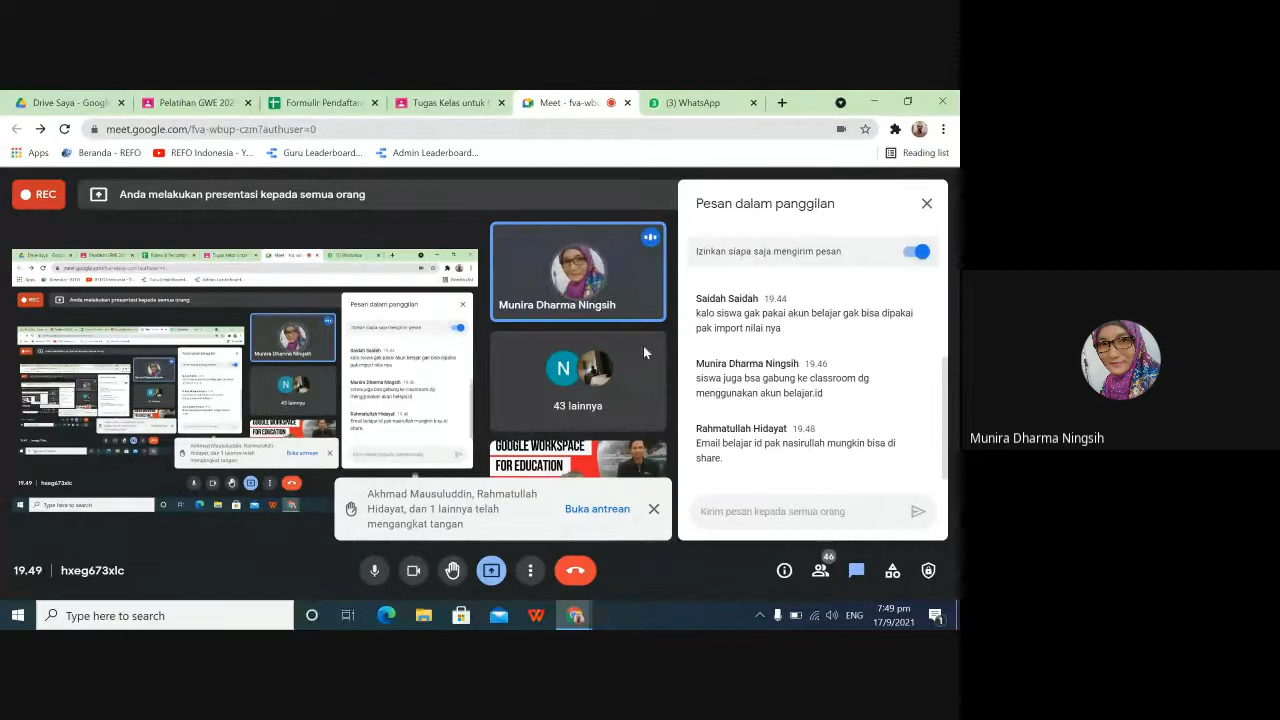 Drive Saya - Google
Pelatihan GWE 202
Formulir Pendaftar
Tugas Kelas untuk
Meet - fva-wbu
(3) WhatsApp
meet.google.com/fva-wbup-czm?authuser=0
Apps
Beranda - REFO
REFO Indonesia - Y...
Guru Leaderboard...
Admin Leaderboard...
Reading list
REC
Anda melakukan presentasi kepada semua orang
Munira Dharma Ningsih
N
43 lainnya
GOOGLE WORKSPACE
FOR EDUCATION
Akhmad Mausuluddin, Rahmatullah
Hidayat, dan 1 lainnya telah
mengangkat tangan
Buka antrean
Pesan dalam panggilan
Izinkan siapa saja mengirim pesan
Saidah Saidah 19.44
kalo siswa gak pakai akun belajar gak bisa dipakai
pak import nilai nya
Munira Dharma Ningsih 19.46
siswa juga bsa gabung ke classroom dg
menggunakan akun belajar.id
Rahmatullah Hidayat 19.48
Email belajar id pak nasirullah mungkin bisa di
share.
Kirim pesan kepada semua orang
19.49
hxeg673xlc
46
Type here to search
ENG
7:49 pm
17/9/2021
Munira Dharma Ningsih